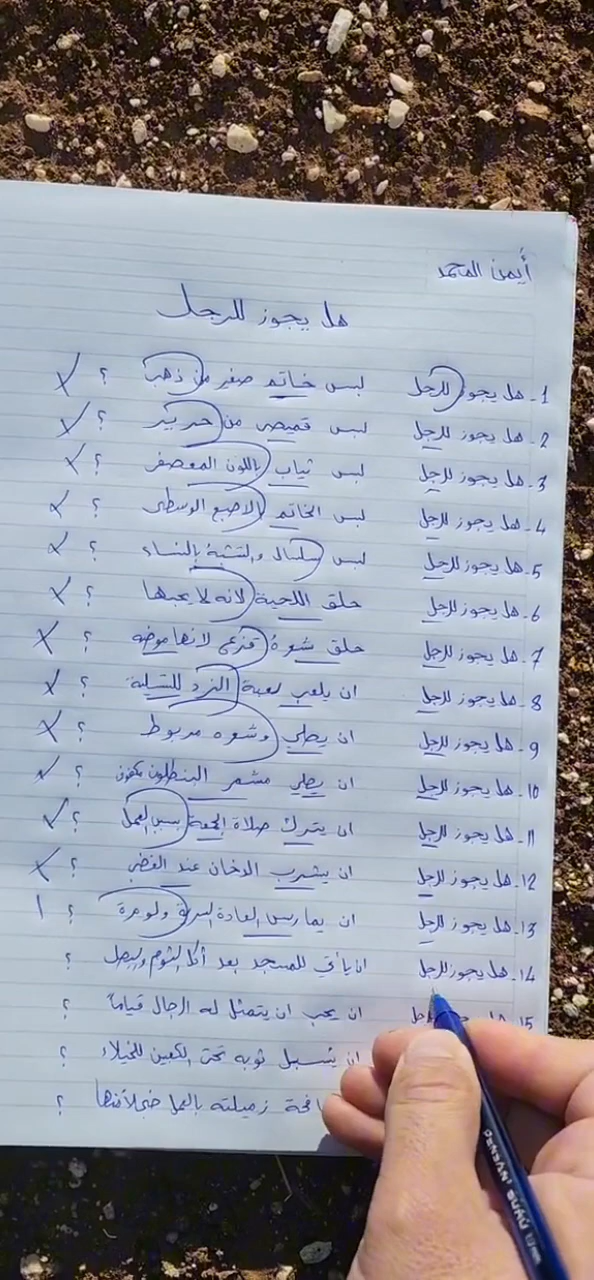 أيمن المحمد
هل يجوز للرجل
1- هل يجوز للرجل لبس خاتم صغير من ذهب ؟ ✗
2- هل يجوز للرجل لبس قميص من حرير ؟ ✗
3- هل يجوز للرجل لبس ثياب باللون المعصفر ؟ ✗
4- هل يجوز للرجل لبس الخاتم بالاصبع الوسطى ؟ ✗
5- هل يجوز للرجل لبس سلسال والتشبه بالنساء ؟ ✗
6- هل يجوز للرجل حلق اللحية لانه لا يحبها ؟ ✗
7- هل يجوز للرجل حلق شعره قزعي لانها موضه ؟ ✗
8- هل يجوز للرجل ان يلعب لعبة النرد للتسلية ؟ ✗
9- هل يجوز للرجل ان يصلي وشعره مربوط ؟ ✗
10- هل يجوز للرجل ان يصلي مشمر البنطلون ؟
11- هل يجوز للرجل ان يترك صلاة الجمعة بسبب العمل ؟
12- هل يجوز للرجل ان يشرب الدخان عند الغضب ؟ ✗
13- هل يجوز للرجل ان يمارس العادة السرية ولو مرة ؟
14- هل يجوز للرجل ان يأتي للمسجد بعد أكل الثوم والبصل ؟
15- هل للرجل ان يحب ان يتمثل له الرجال قياماً ؟
ان يسبل ثوبه تحت الكعبين للخيلاء ؟
زميلته بالعمل ؟
PENSAN